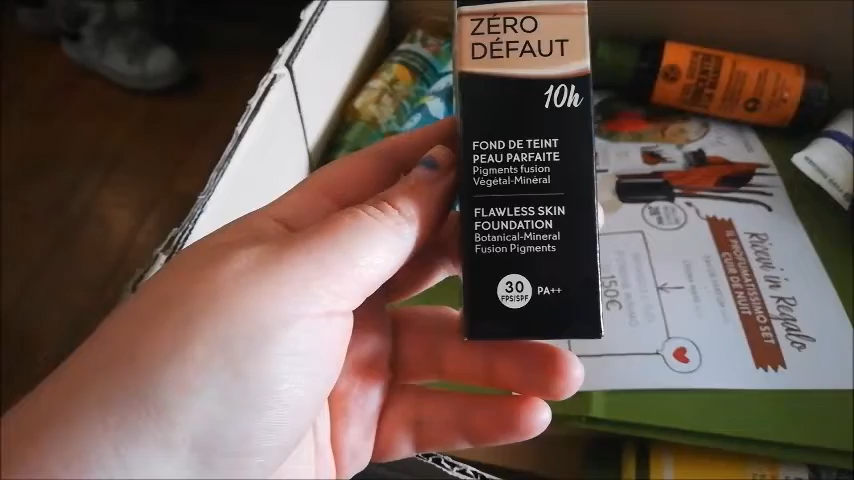 ZÉRO
DÉFAUT
10h
FOND DE TEINT
PEAU PARFAITE
Pigments fusion
Végétal-Minéral
FLAWLESS SKIN
FOUNDATION
Botanical-Mineral
Fusion Pigments
30
FPS/SPF
PA++
Ricevi in Regalo
IL PROFUMATISSIMO SET
CUIR DE NUIT
150€